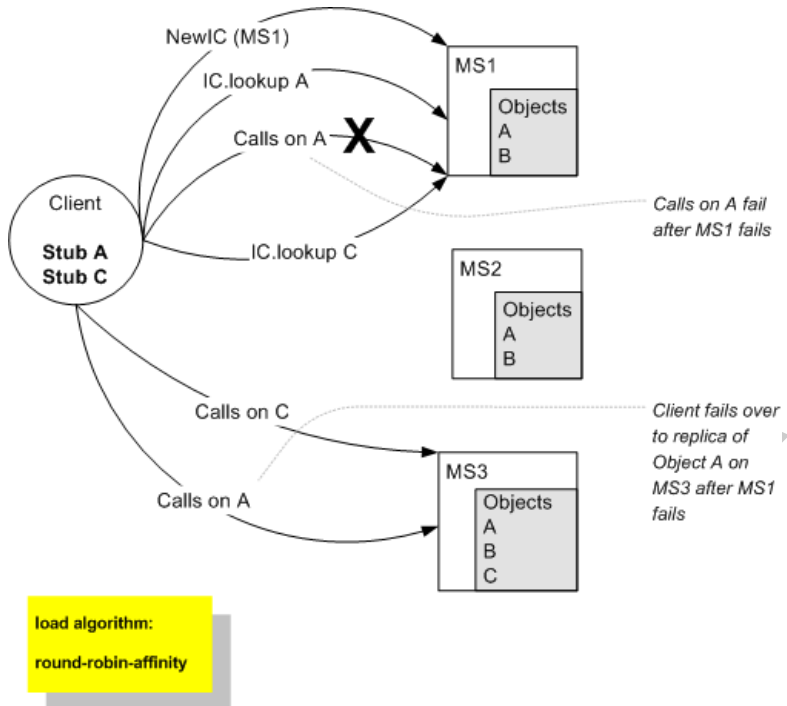 NewIC (MS1)
IC.lookup A
Calls on A
X
IC.lookup C
Client
Stub A
Stub C
MS1
Objects
A
B
Calls on A fail
after MS1 fails
MS2
Objects
A
B
Calls on C
Calls on A
Client fails over
to replica of
Object A on
MS3 after MS1
fails
MS3
Objects
A
B
C
load algorithm:
round-robin-affinity